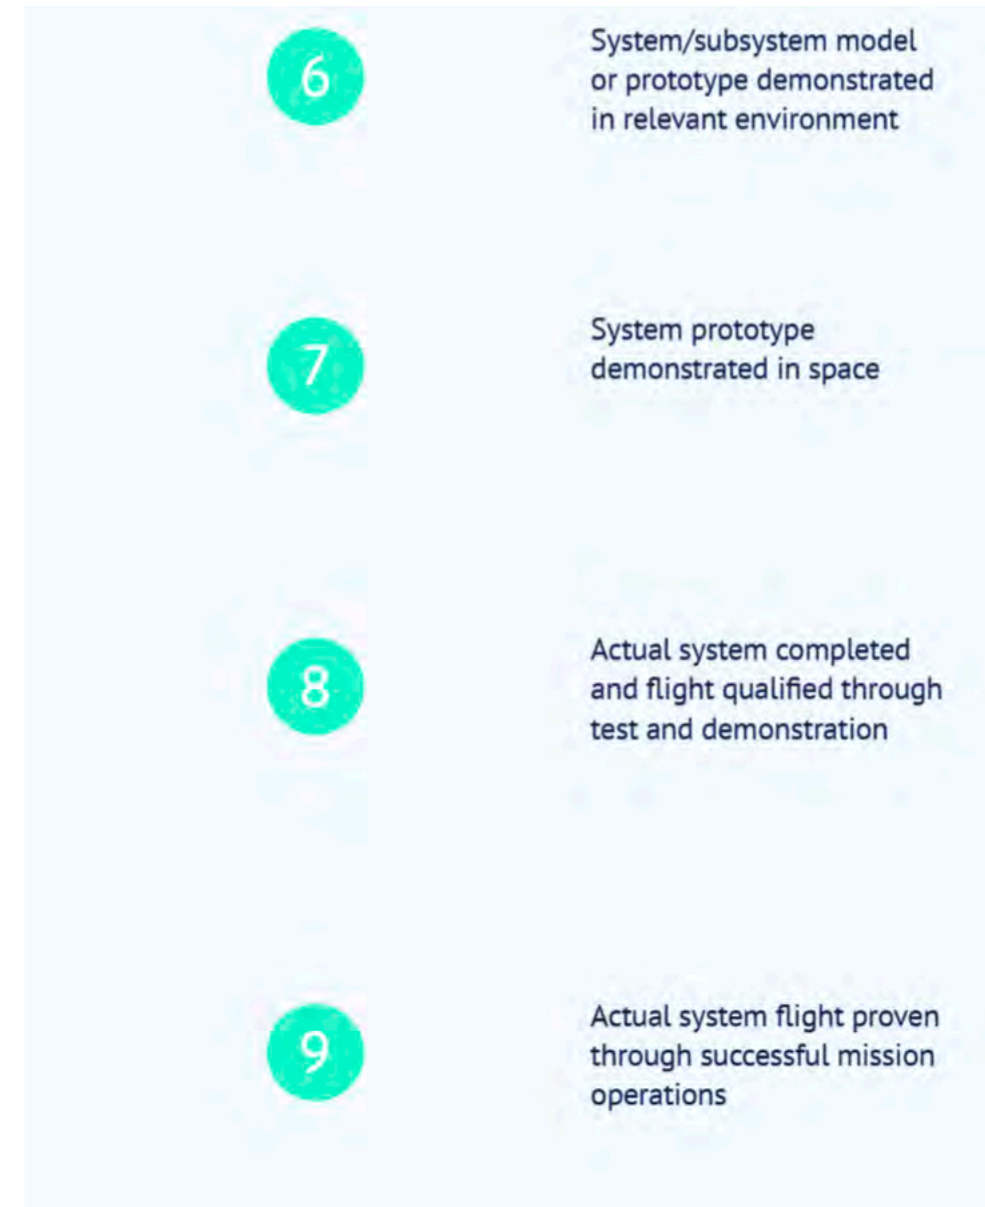 6
System/subsystem model
or prototype demonstrated
in relevant environment
7
System prototype
demonstrated in space
8
Actual system completed
and flight qualified through
test and demonstration
9
Actual system flight proven
through successful mission
operations